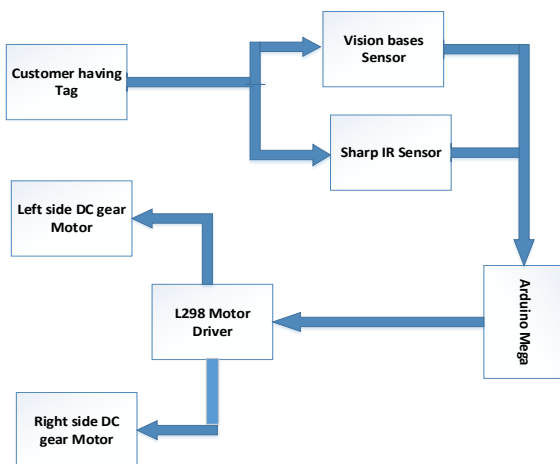 Customer having
Tag
Vision bases
Sensor
Sharp IR Sensor
Left side DC gear
Motor
L298 Motor
Driver
Arduino Mega
Right side DC
gear Motor